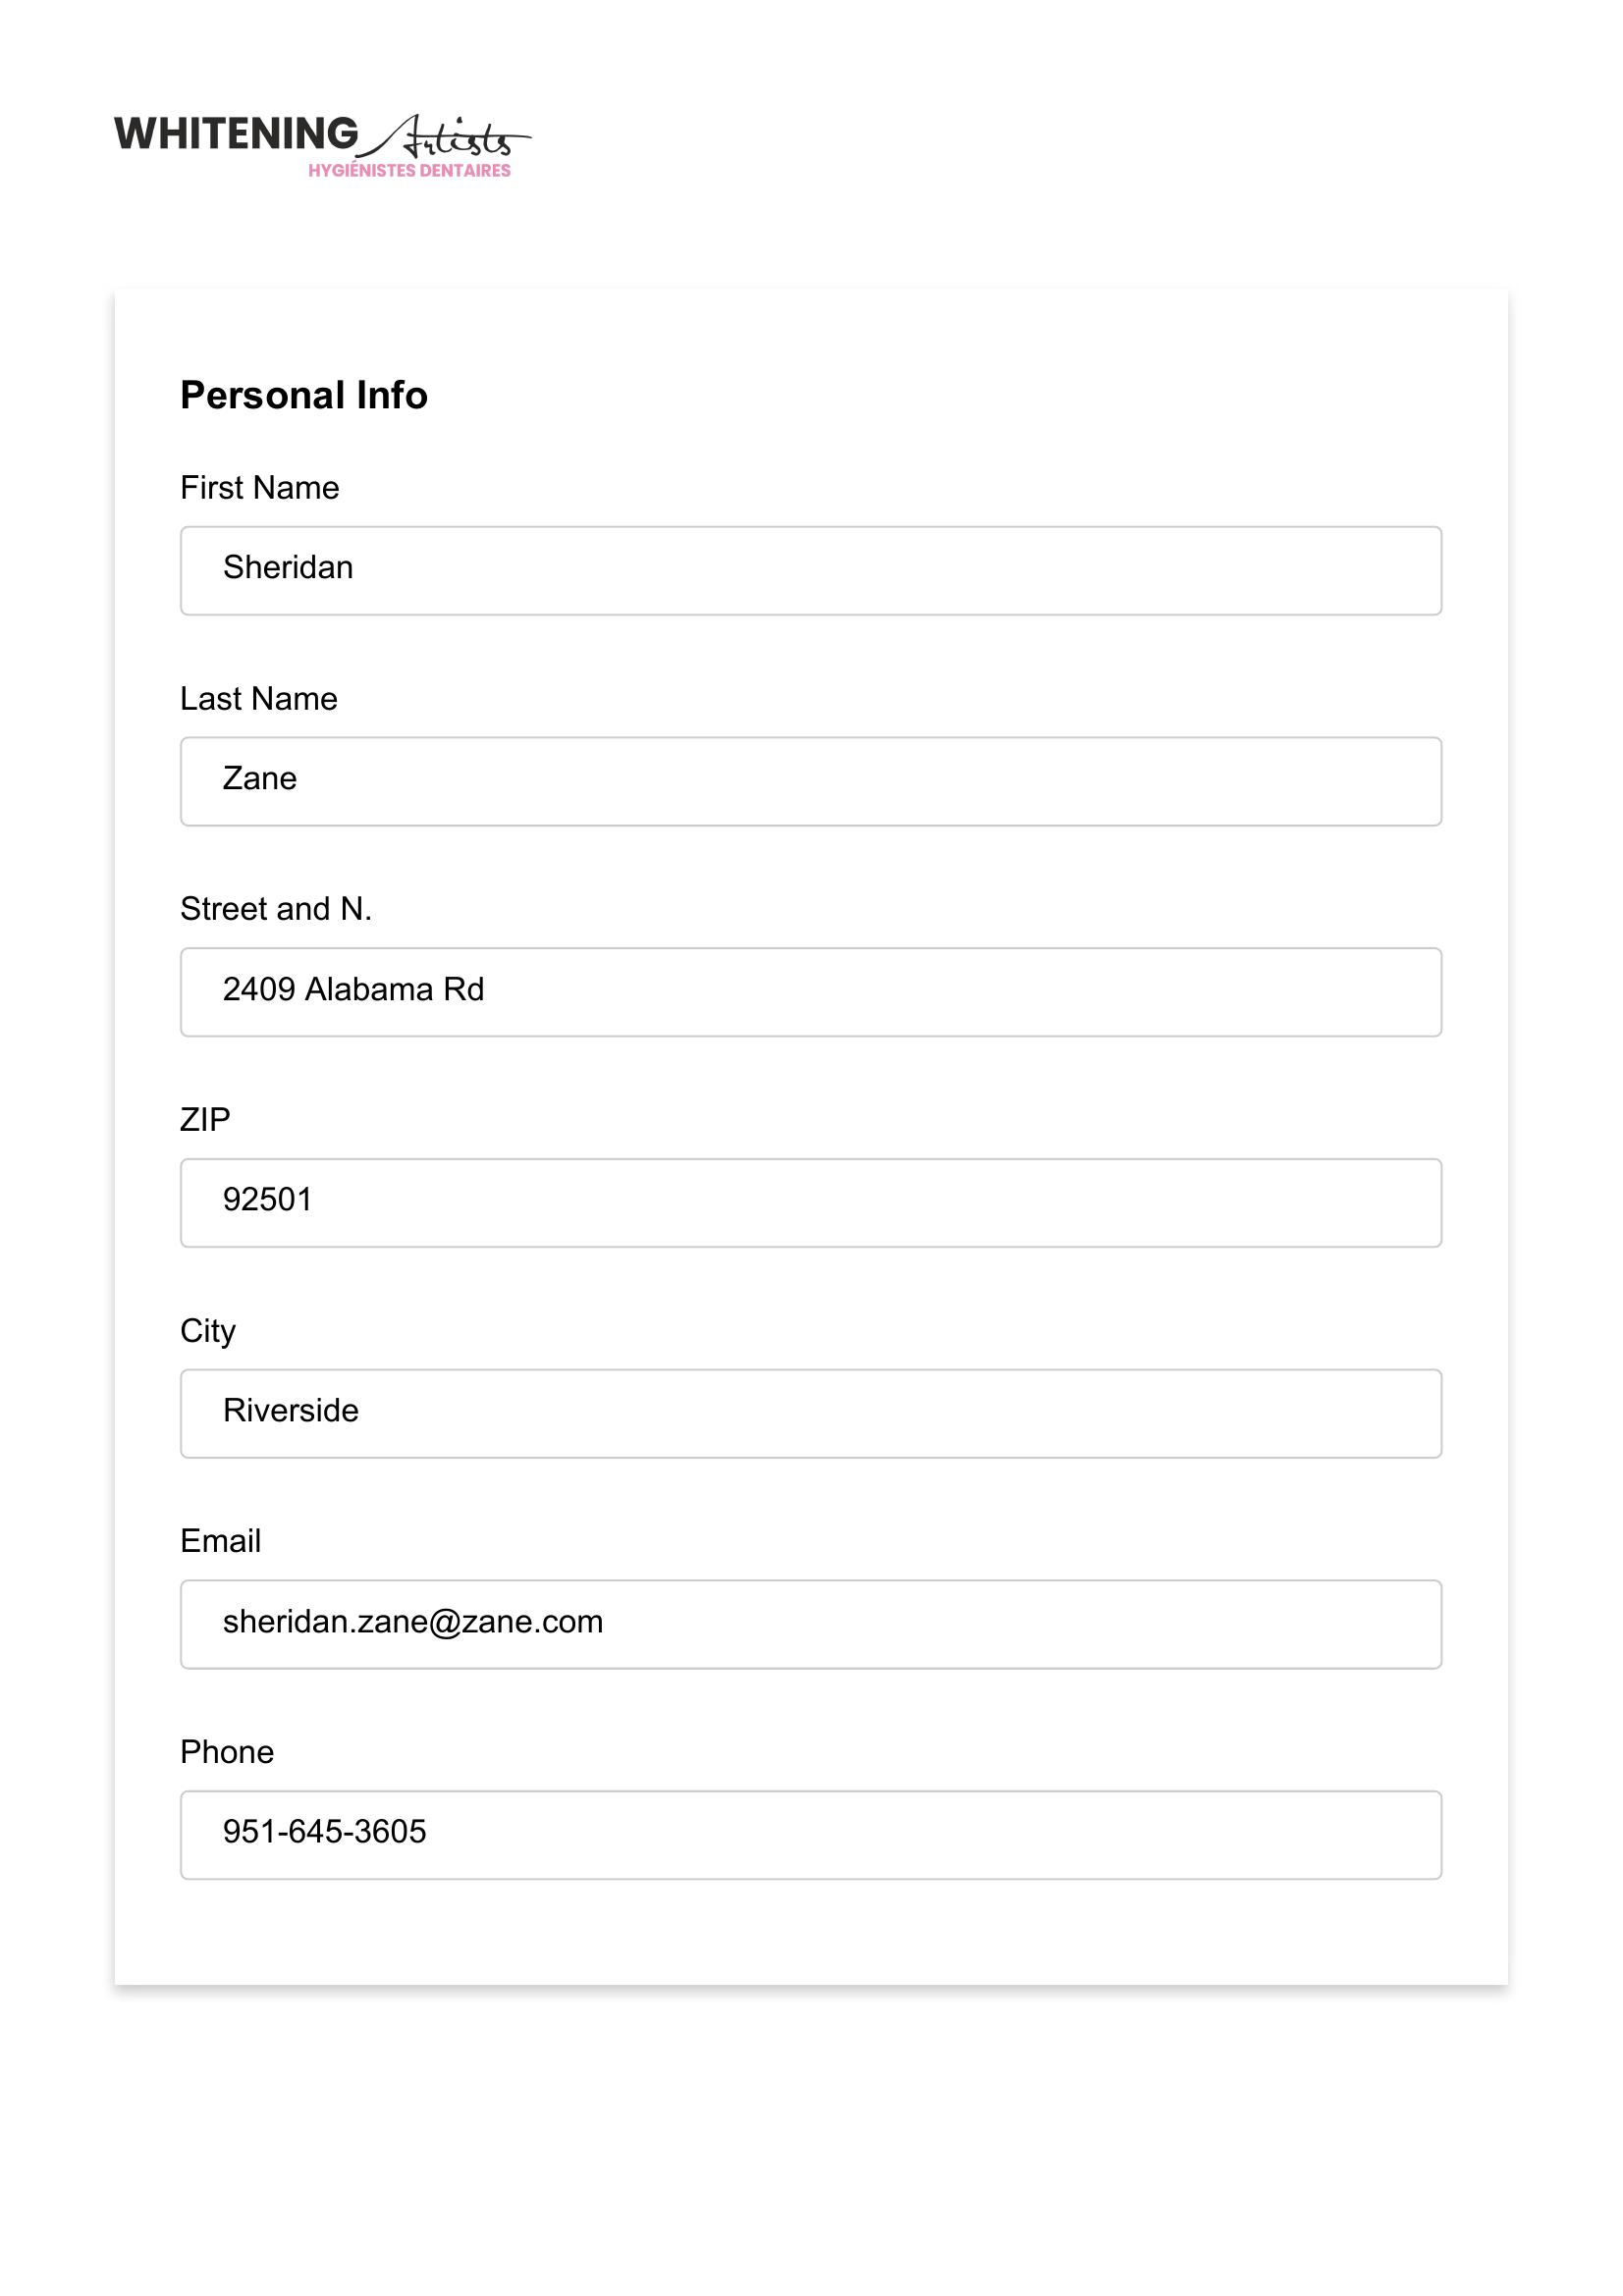 WHITENING Artists
HYGIÉNISTES DENTAIRES
Personal Info
First Name
Sheridan
Last Name
Zane
Street and N.
2409 Alabama Rd
ZIP
92501
City
Riverside
Email
sheridan.zane@zane.com
Phone
951-645-3605